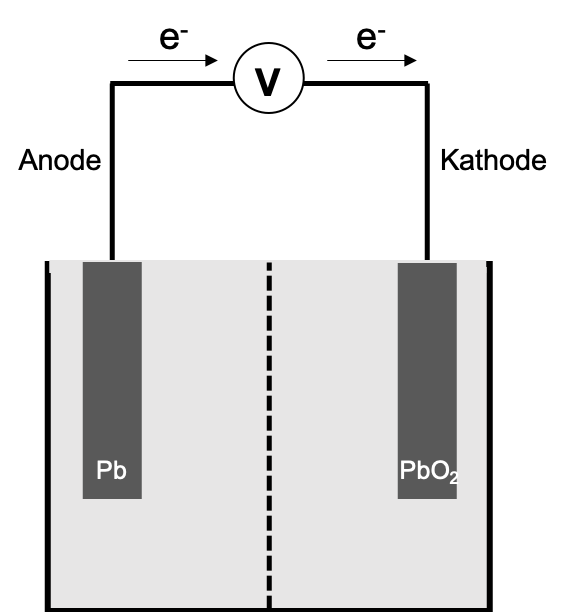 e⁻ e⁻
V
Anode Kathode
Pb PbO₂